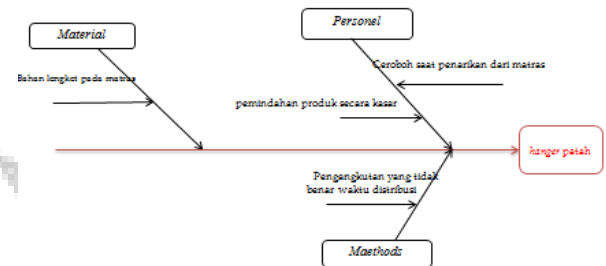 Material
Personel
Bahan lengket pada matras
Ceroboh saat penarikan dari matras
pemindahan produk secara kasar
hanger patah
Pengangkutan yang tidak
benar waktu distribusi
Maethods